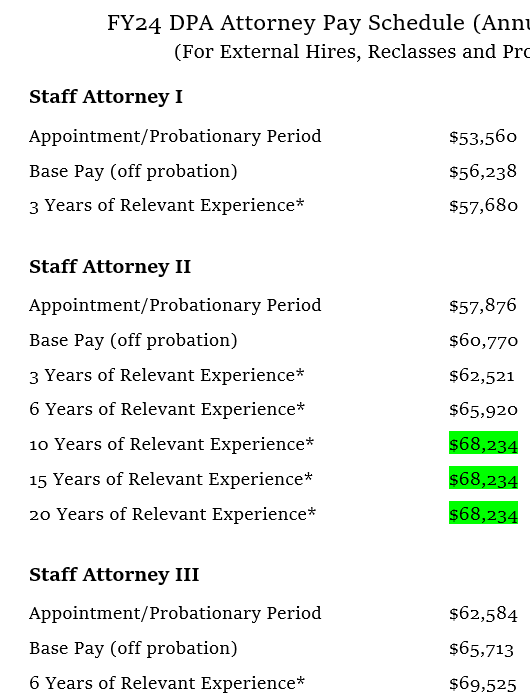 FY24 DPA Attorney Pay Schedule (Annu
(For External Hires, Reclasses and Pro
Staff Attorney I
Appointment/Probationary Period $53,560
Base Pay (off probation) $56,238
3 Years of Relevant Experience* $57,680
Staff Attorney II
Appointment/Probationary Period $57,876
Base Pay (off probation) $60,770
3 Years of Relevant Experience* $62,521
6 Years of Relevant Experience* $65,920
10 Years of Relevant Experience* $68,234
15 Years of Relevant Experience* $68,234
20 Years of Relevant Experience* $68,234
Staff Attorney III
Appointment/Probationary Period $62,584
Base Pay (off probation) $65,713
6 Years of Relevant Experience* $69,525